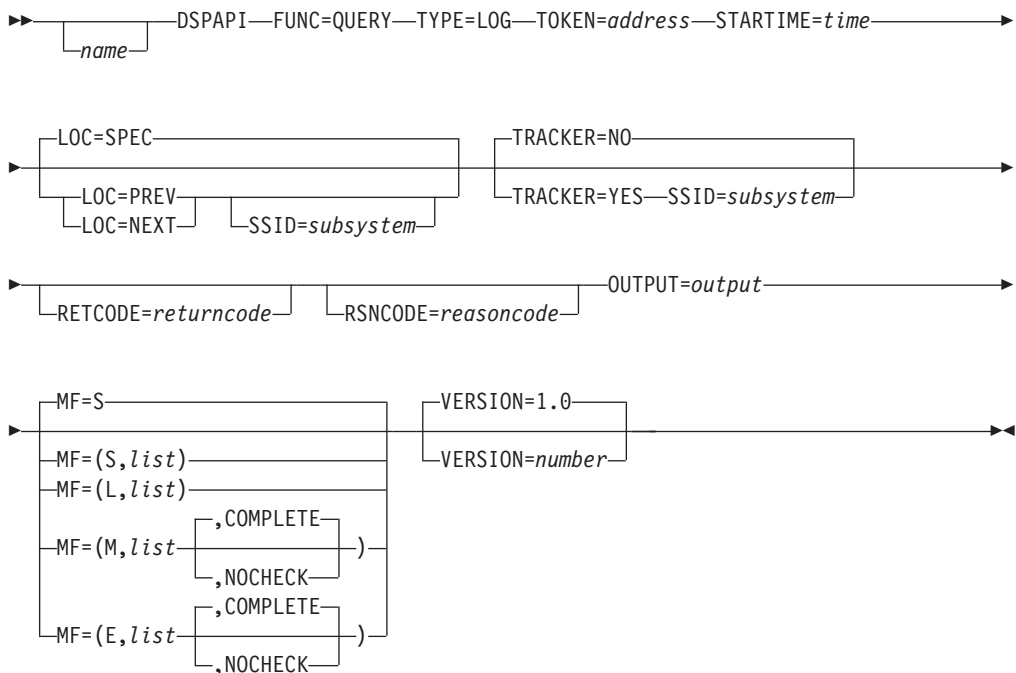 DSPAPI FUNC=QUERY TYPE=LOG TOKEN=address STARTIME=time
name
LOC=SPEC TRACKER=NO
LOC=PREV TRACKER=YES SSID=subsystem
LOC=NEXT SSID=subsystem
OUTPUT=output
RETCODE=returncode RSNCODE=reasoncode
MF=S VERSION=1.0
MF=(S,list) VERSION=number
MF=(L,list)
,COMPLETE
MF=(M,list )
,NOCHECK
,COMPLETE
MF=(E,list )
,NOCHECK